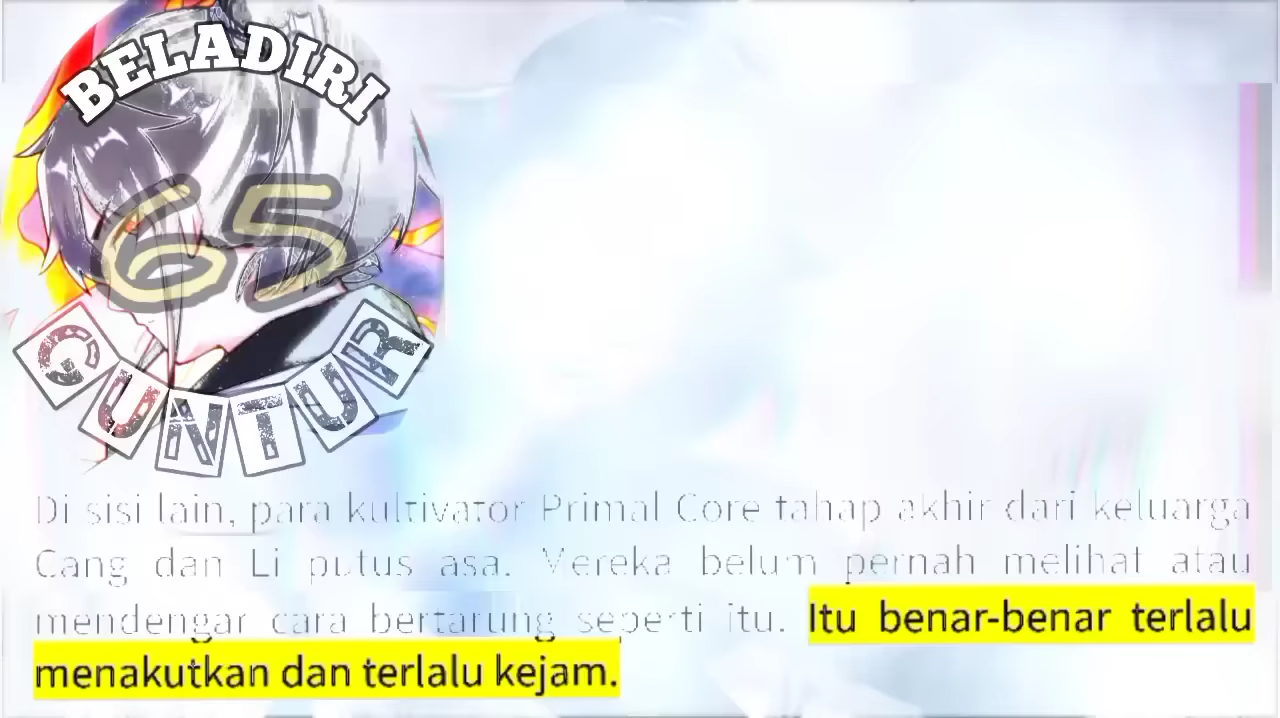 BELADIRI
65
GUNTUR
Di sisi lain, para kultivator Primal Core tahap akhir dari keluarga
Cang dan Li putus asa. Mereka belum pernah melihat atau
mendengar cara bertarung seperti itu. Itu benar-benar terlalu
menakutkan dan terlalu kejam.